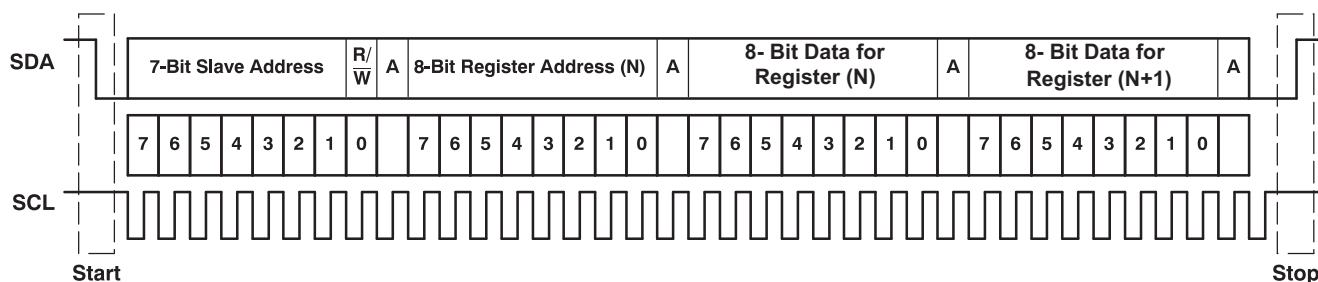 SDA
7-Bit Slave Address
R/
W
A
8-Bit Register Address (N)
A
8- Bit Data for
Register (N)
A
8- Bit Data for
Register (N+1)
A
7 6 5 4 3 2 1 0 7 6 5 4 3 2 1 0 7 6 5 4 3 2 1 0 7 6 5 4 3 2 1 0
SCL
Start
Stop